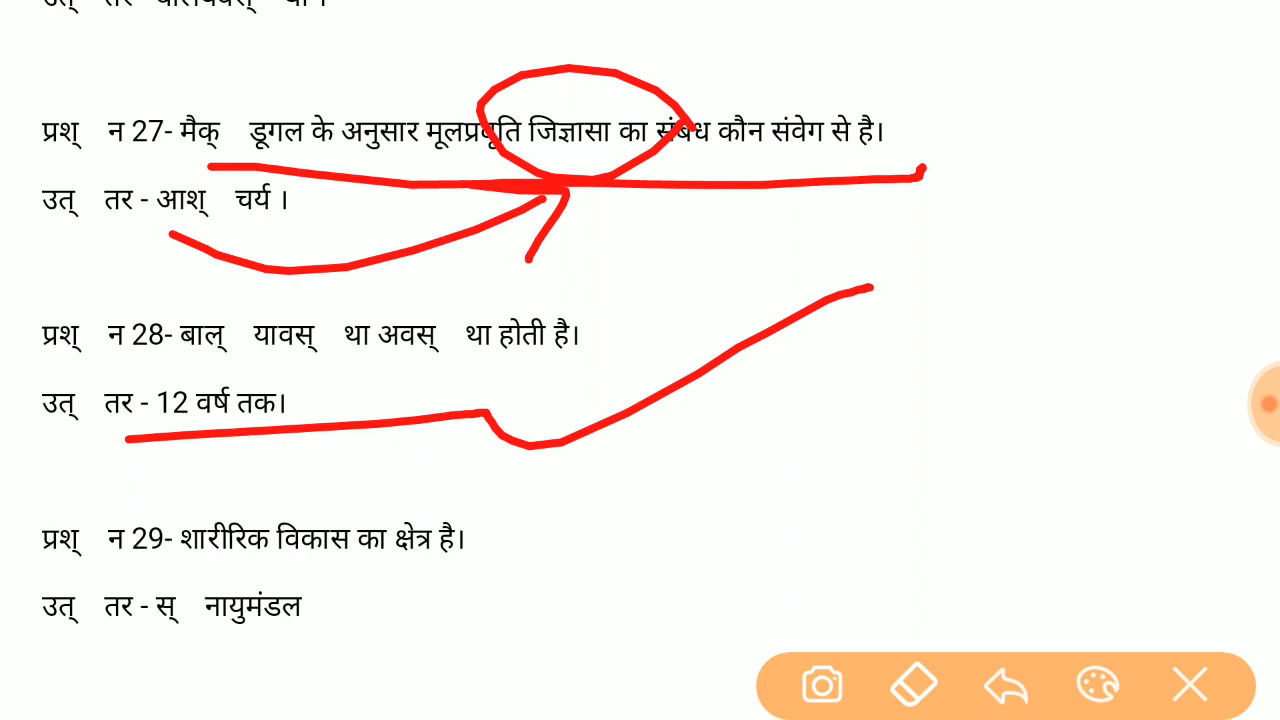 प्रश् न 27- मैक् डूगल के अनुसार मूलप्रवृति जिज्ञासा का संबंध कौन संवेग से है।
उत् तर - आश् चर्य ।
प्रश् न 28- बाल् यावस् था अवस् था होती है।
उत् तर - 12 वर्ष तक।
प्रश् न 29- शारीरिक विकास का क्षेत्र है।
उत् तर - स् नायुमंडल